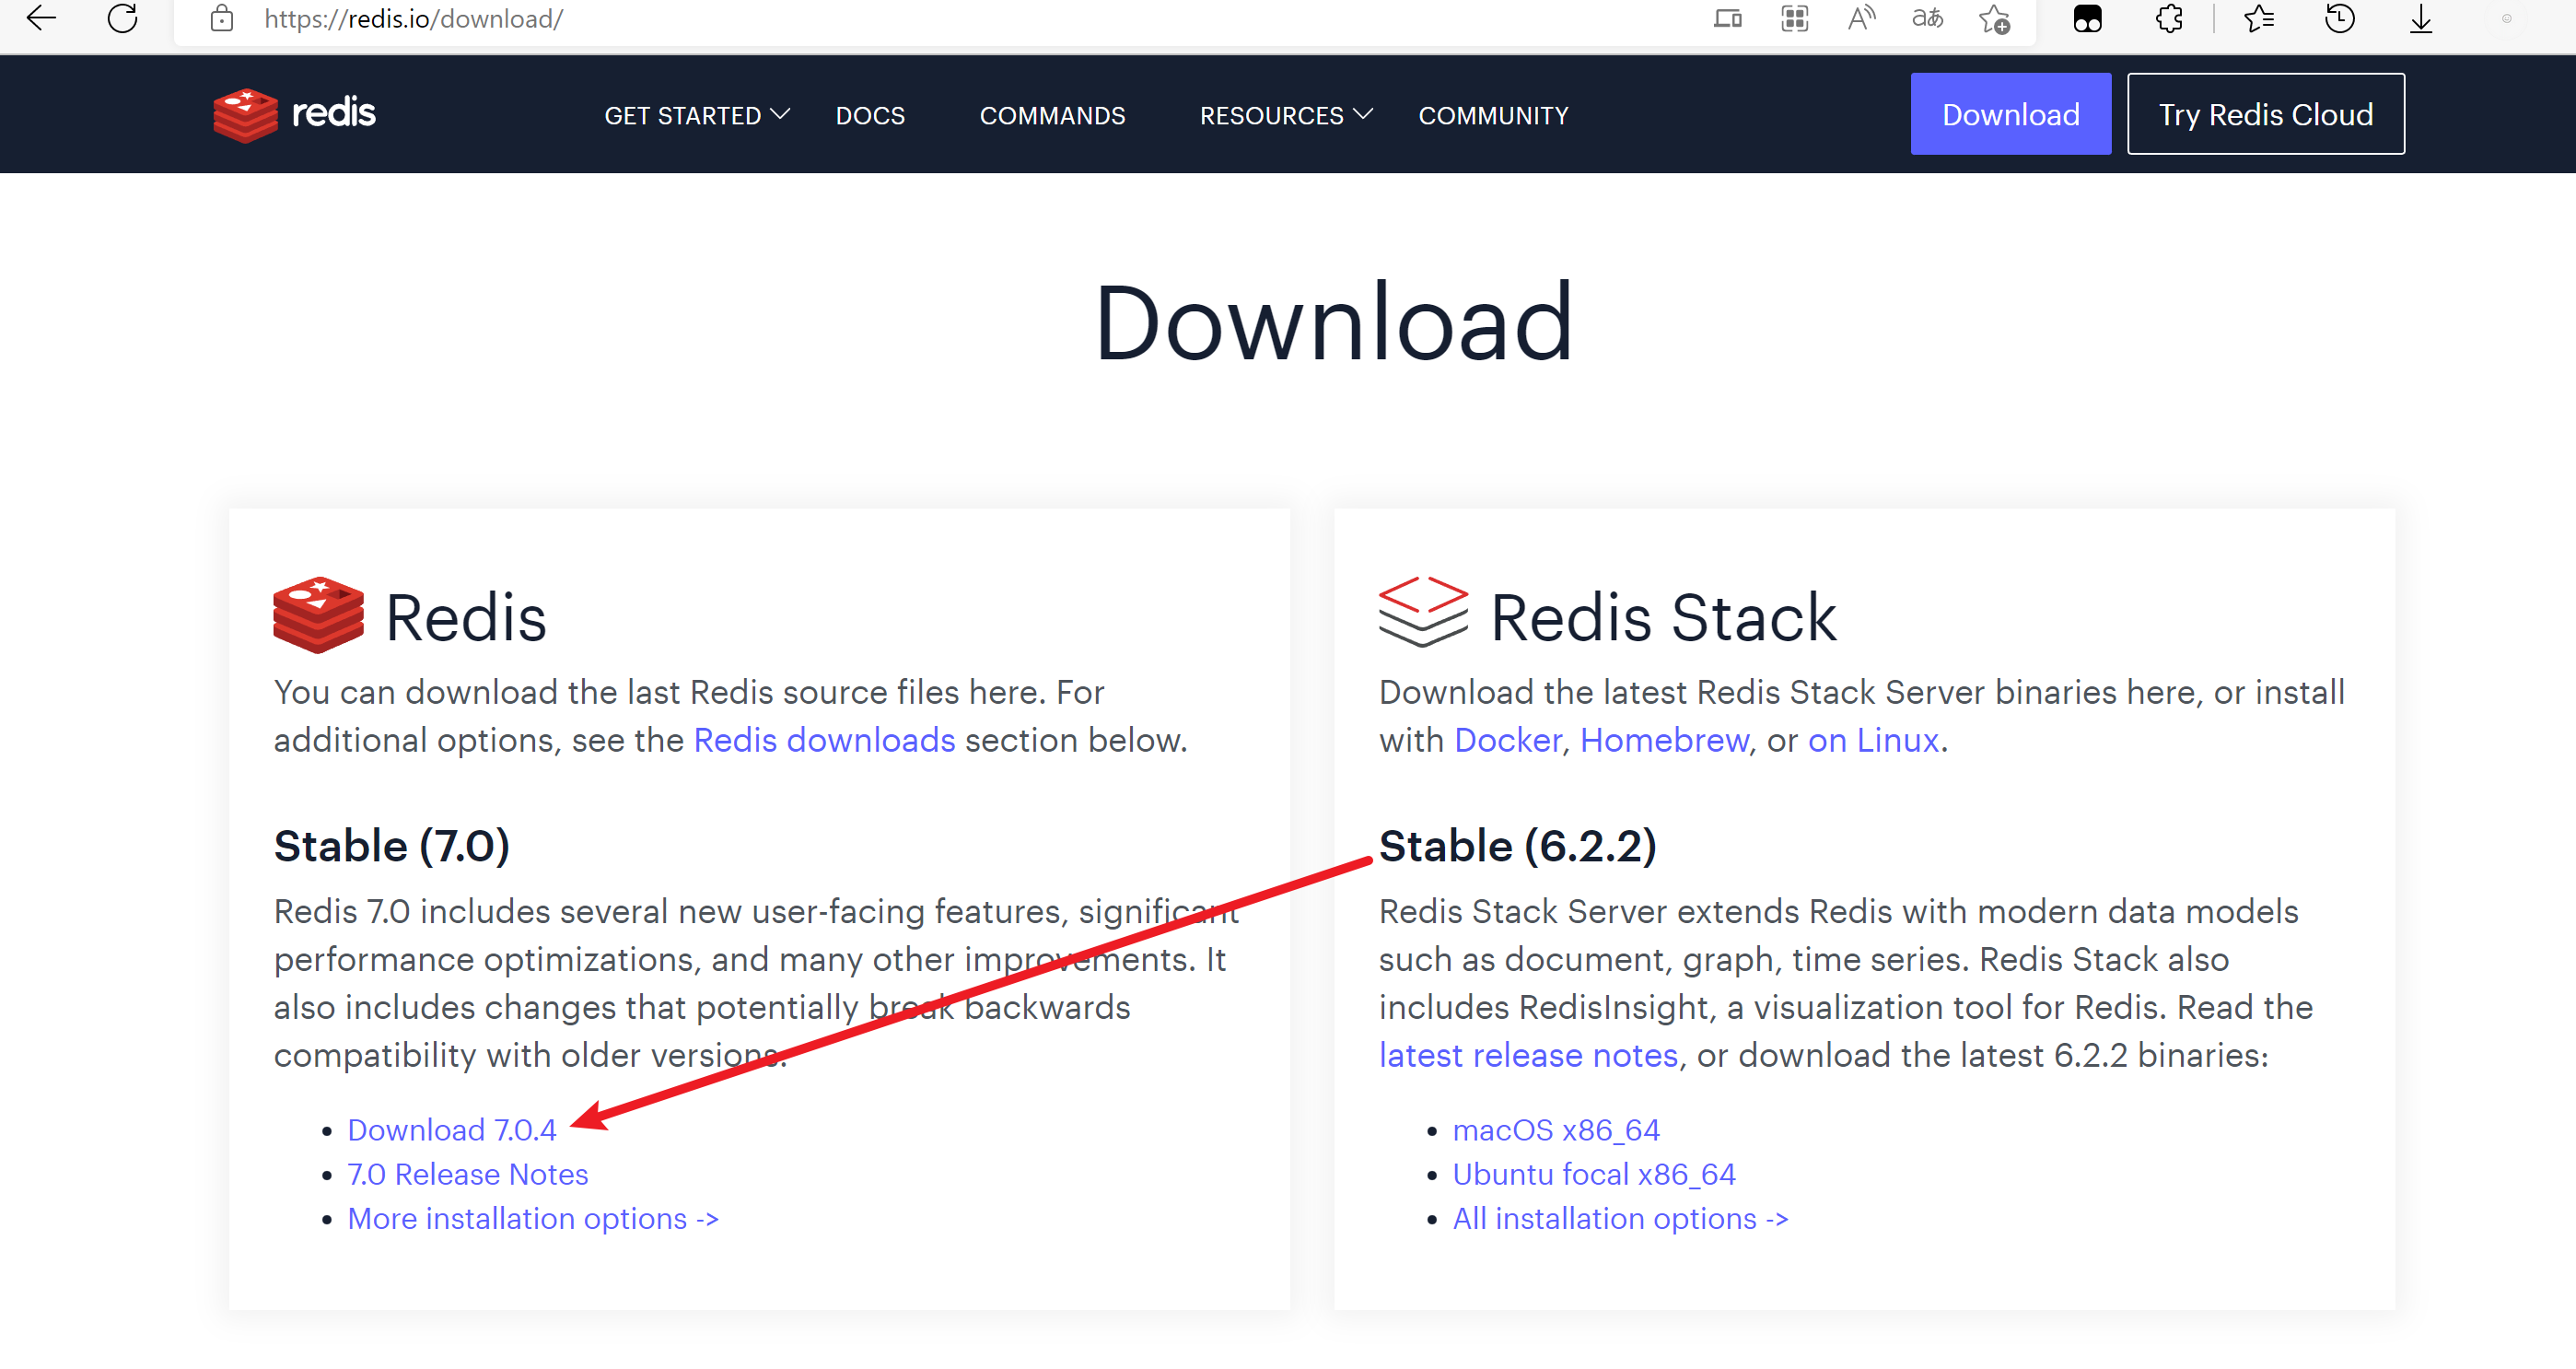 https://redis.io/download/
redis
GET STARTED
DOCS
COMMANDS
RESOURCES
COMMUNITY
Download
Try Redis Cloud
Download
Redis
You can download the last Redis source files here. For
additional options, see the Redis downloads section below.
Stable (7.0)
Redis 7.0 includes several new user-facing features, significant
performance optimizations, and many other improvements. It
also includes changes that potentially break backwards
compatibility with older versions.
• Download 7.0.4
• 7.0 Release Notes
• More installation options ->
Redis Stack
Download the latest Redis Stack Server binaries here, or install
with Docker, Homebrew, or on Linux.
Stable (6.2.2)
Redis Stack Server extends Redis with modern data models
such as document, graph, time series. Redis Stack also
includes RedisInsight, a visualization tool for Redis. Read the
latest release notes, or download the latest 6.2.2 binaries:
• macOS x86_64
• Ubuntu focal x86_64
• All installation options ->